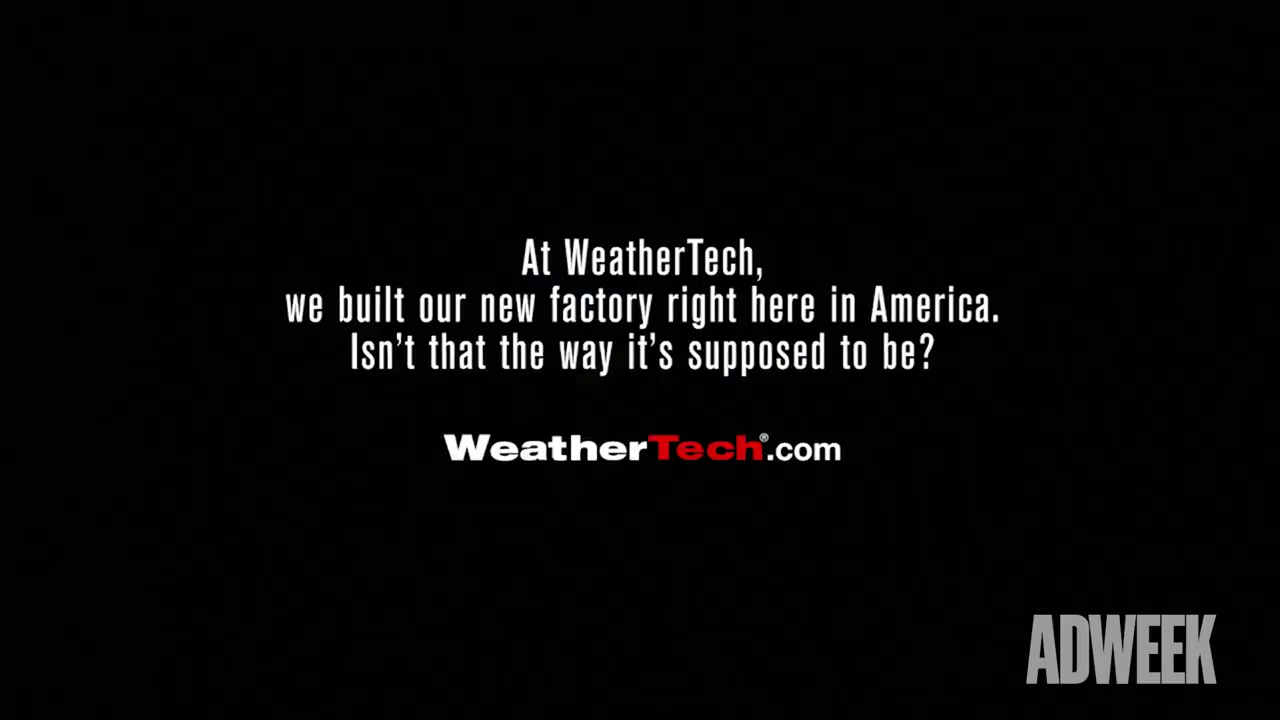 At WeatherTech,
we built our new factory right here in America.
Isn't that the way it's supposed to be?
WeatherTech®.com
ADWEEK